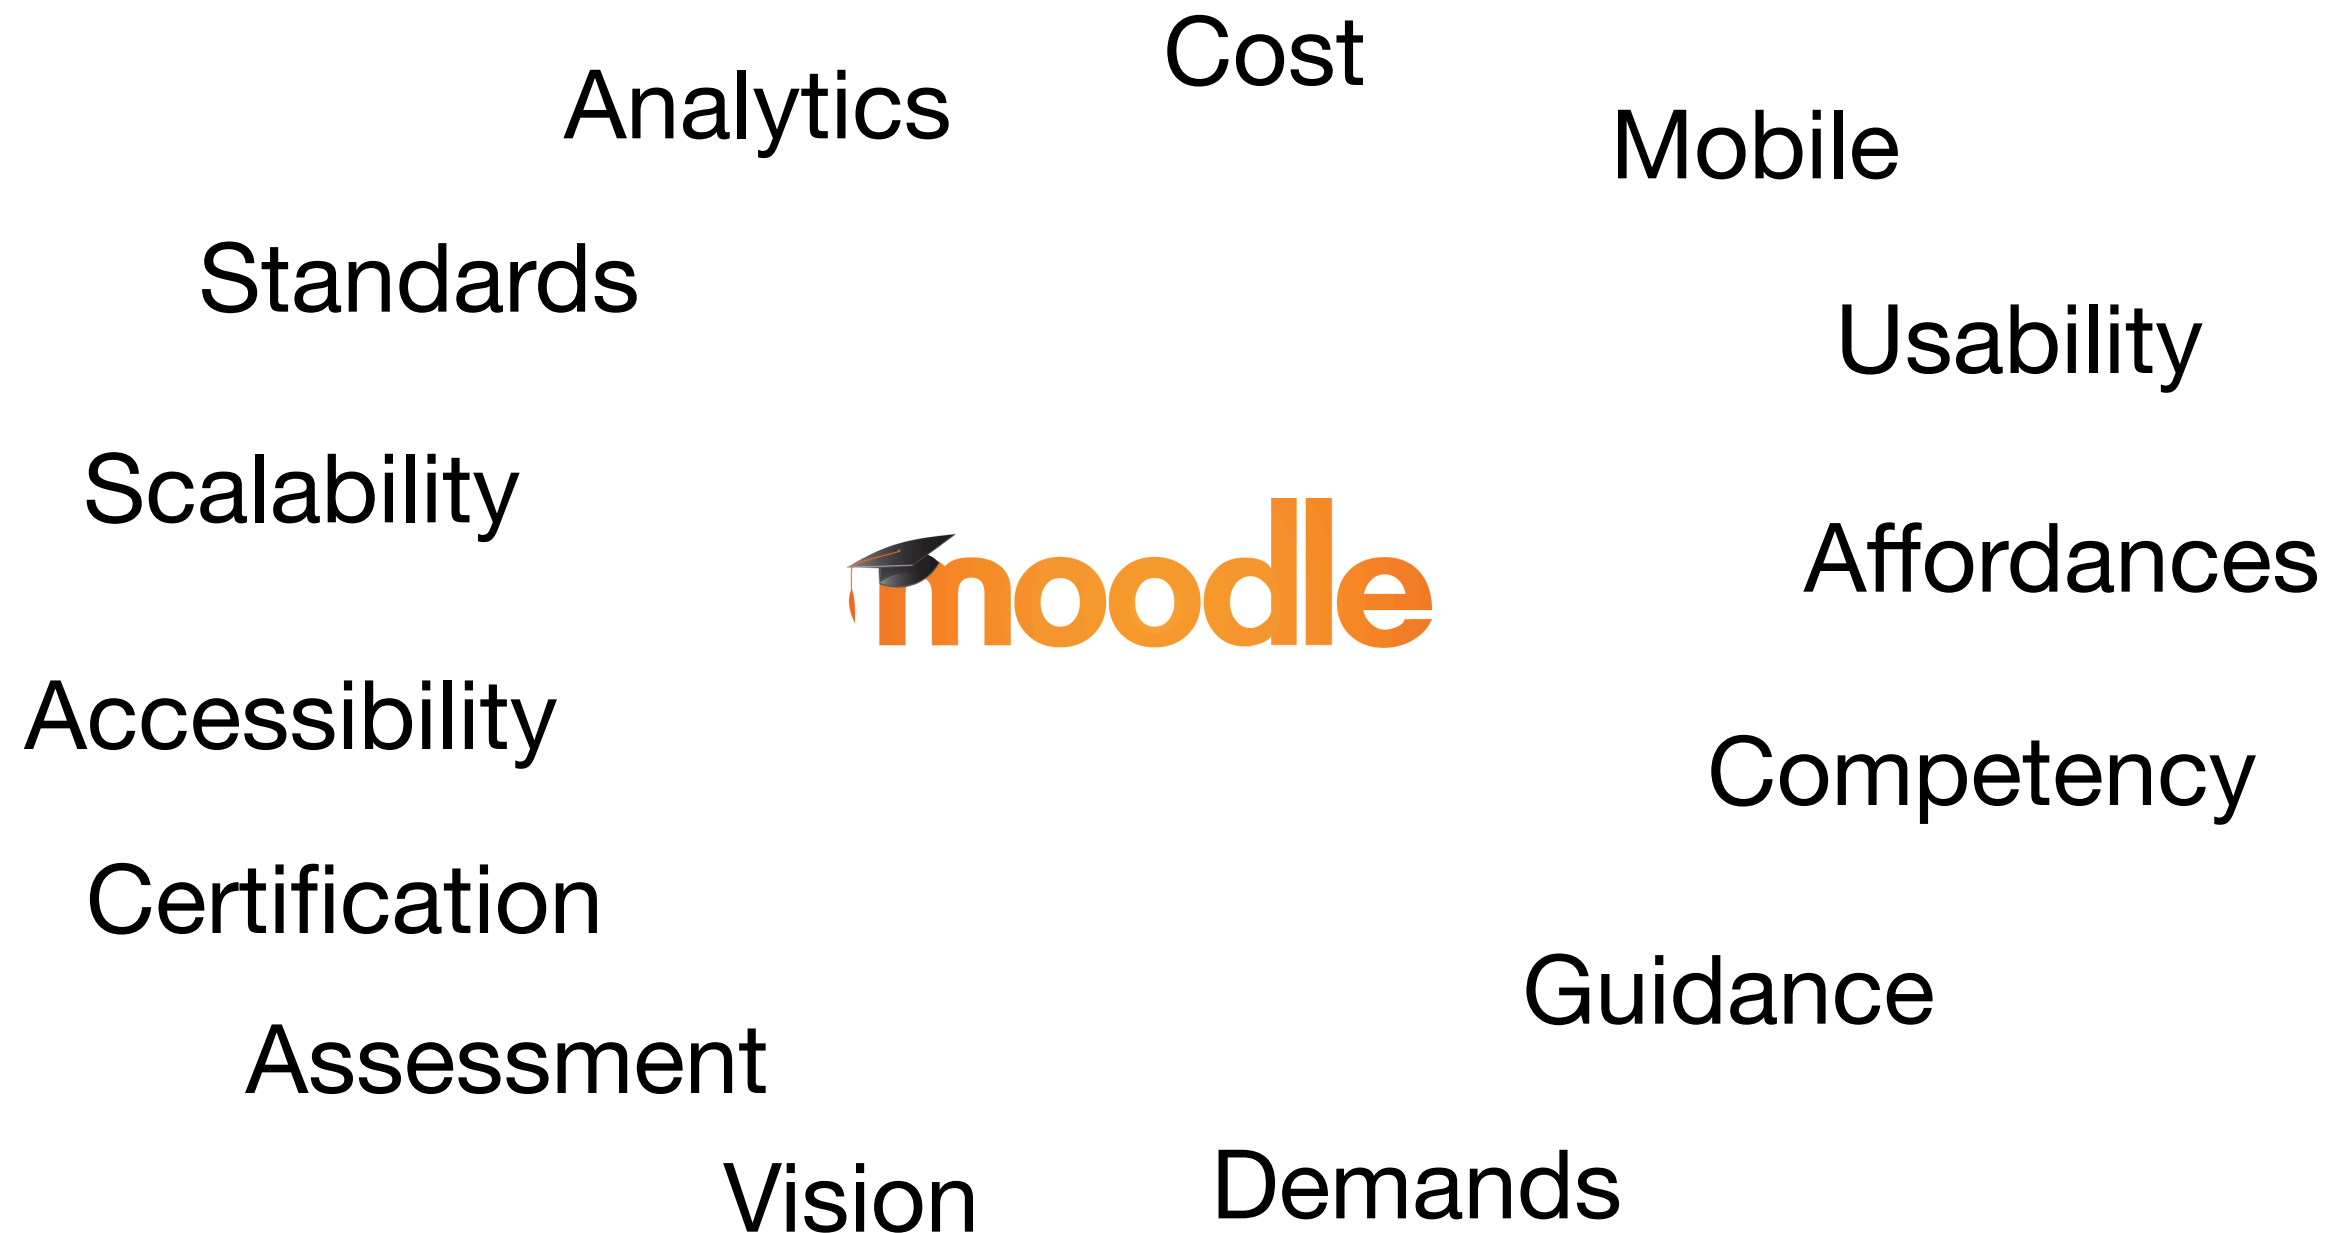 Cost
Analytics
Mobile
Standards
Usability
Scalability
moodle
Affordances
Accessibility
Competency
Certification
Guidance
Assessment
Demands
Vision